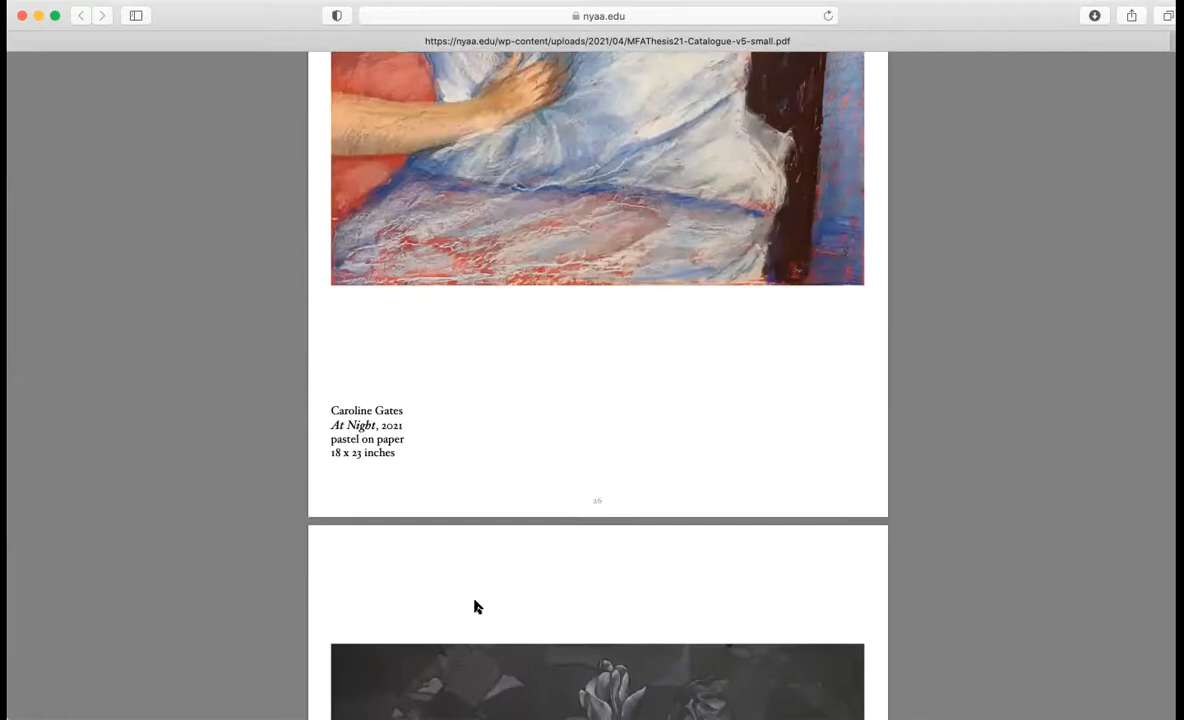 nyaa.edu
https://nyaa.edu/wp-content/uploads/2021/04/MFAThesis21-Catalogue-v5-small.pdf
Caroline Gates
At Night, 2021
pastel on paper
18 x 23 inches
26